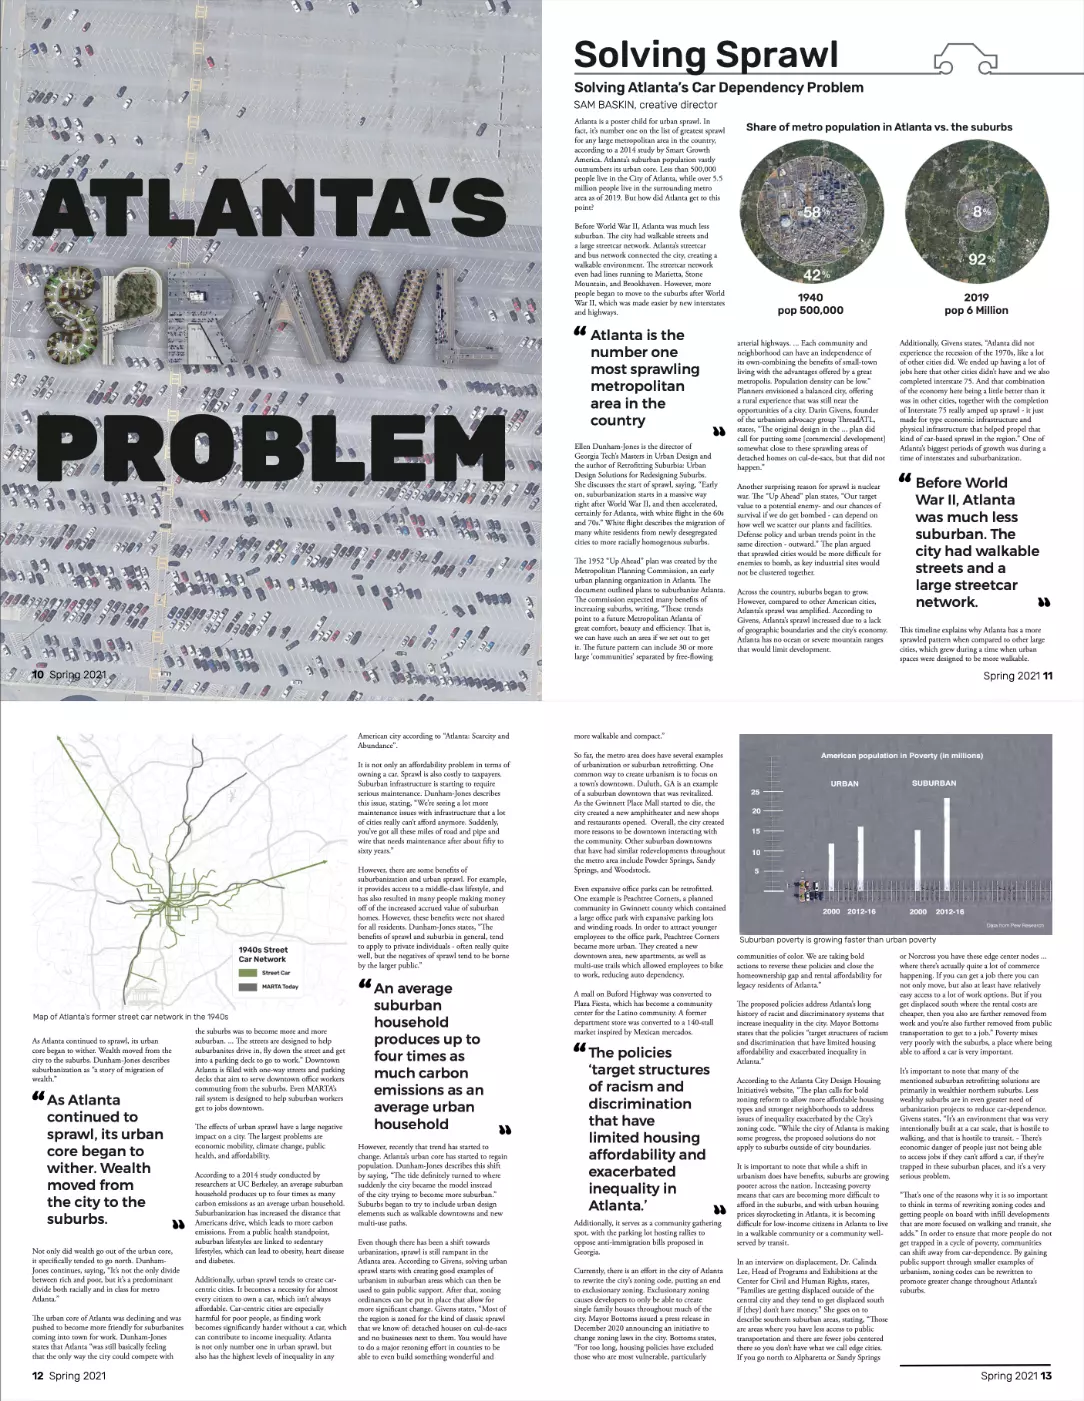 ATLANTA'S
SPRAWL
PROBLEM
10 Spring 2021
Solving Sprawl
Solving Atlanta's Car Dependency Problem
SAM BASKIN, creative director
Atlanta is a poster child for urban sprawl. In
fact, it's number one on the list of greatest sprawl
for any large metropolitan area in the country,
according to a 2014 study by Smart Growth
America. Atlanta's suburban population vastly
outnumbers its urban core. Less than 500,000
people live in the City of Atlanta, while over 5.5
million people live in the surrounding metro
area as of 2019. But how did Atlanta get to this
point?
Before World War II, Atlanta was much less
suburban. The city had walkable streets and
a large streetcar network. Atlanta's streetcar
and bus network connected the city, creating a
walkable environment. The streetcar network
even had lines running to Marietta, Stone
Mountain, and Brookhaven. However, more
people began to move to the suburbs after World
War II, which was made easier by new interstates
and highways.
“ Atlanta is the
number one
most sprawling
metropolitan
area in the
country ”
Ellen Dunham-Jones is the director of
Georgia Tech's Masters in Urban Design and
the author of Retrofitting Suburbia: Urban
Design Solutions for Redesigning Suburbs.
She discusses the start of sprawl, saying, "Early
on, suburbanization starts in a massive way
right after World War II, and then accelerated,
certainly for Atlanta, with white flight in the 60s
and 70s." White flight describes the migration of
many white residents from newly desegregated
cities to more racially homogenous suburbs.
The 1952 "Up Ahead" plan was created by the
Metropolitan Planning Commission, an early
urban planning organization in Atlanta. The
document outlined plans to suburbanize Atlanta.
The commission expected many benefits of
increasing suburbs, writing, "These trends
point to a future Metropolitan Atlanta of
great comfort, beauty and efficiency. That is,
we can have such an area if we set out to get
it. The future pattern can include 30 or more
large 'communities' separated by free-flowing
Share of metro population in Atlanta vs. the suburbs
58%
42%
1940
pop 500,000
8%
92%
2019
pop 6 Million
arterial highways. ... Each community and
neighborhood can have an independence of
its own-combining the benefits of small-town
living with the advantages offered by a great
metropolis. Population density can be low."
Planners envisioned a balanced city, offering
a rural experience that was still near the
opportunities of a city. Darin Givens, founder
of the urbanism advocacy group ThreadATL,
states, "The original design in the ... plan did
call for putting some [commercial development]
somewhat close to these sprawling areas of
detached homes on cul-de-sacs, but that did not
happen."
Another surprising reason for sprawl is nuclear
war. The "Up Ahead" plan states, "Our target
value to a potential enemy- and our chances of
survival if we do get bombed - can depend on
how well we scatter our plants and facilities.
Defense policy and urban trends point in the
same direction - outward." The plan argued
that sprawled cities would be more difficult for
enemies to bomb, as key industrial sites would
not be clustered together.
Across the country, suburbs began to grow.
However, compared to other American cities,
Atlanta's sprawl was amplified. According to
Givens, Atlanta's sprawl increased due to a lack
of geographic boundaries and the city's economy.
Atlanta has no ocean or severe mountain ranges
that would limit development.
Additionally, Givens states, "Atlanta did not
experience the recession of the 1970s, like a lot
of other cities did. We ended up having a lot of
jobs here that other cities didn't have and we also
completed interstate 75. And that combination
of the economy here being a little better than it
was in other cities, together with the completion
of Interstate 75 really amped up sprawl - it just
made for type economic infrastructure and
physical infrastructure that helped propel that
kind of car-based sprawl in the region." One of
Atlanta's biggest periods of growth was during a
time of interstates and suburbanization.
“ Before World
War II, Atlanta
was much less
suburban. The
city had walkable
streets and a
large streetcar
network. ”
This timeline explains why Atlanta has a more
sprawled pattern when compared to other large
cities, which grew during a time when urban
spaces were designed to be more walkable.
Spring 2021 11
1940s Street
Car Network
Street Car
MARTA Today
Map of Atlanta's former street car network in the 1940s
As Atlanta continued to sprawl, its urban
core began to wither. Wealth moved from the
city to the suburbs. Dunham-Jones describes
suburbanization as "a story of migration of
wealth."
“ As Atlanta
continued to
sprawl, its urban
core began to
wither. Wealth
moved from
the city to the
suburbs. ”
Not only did wealth go out of the urban core,
it specifically tended to go north. Dunham-
Jones continues, saying, "It's not the only divide
between rich and poor, but it's a predominant
divide both racially and in class for metro
Atlanta."
The urban core of Atlanta was declining and was
pushed to become more friendly for suburbanites
coming into town for work. Dunham-Jones
states that Atlanta "was still basically feeling
that the only way the city could compete with
the suburbs was to become more and more
suburban. ... The streets are designed to help
suburbanites drive in, fly down the street and get
into a parking deck to go to work." Downtown
Atlanta is filled with one-way streets and parking
decks that aim to serve downtown office workers
commuting from the suburbs. Even MARTA's
rail system is designed to help suburban workers
get to jobs downtown.
The effects of urban sprawl have a large negative
impact on a city. The largest problems are
economic mobility, climate change, public
health, and affordability.
According to a 2014 study conducted by
researchers at UC Berkeley, an average suburban
household produces up to four times as many
carbon emissions as an average urban household.
Suburbanization has increased the distance that
Americans drive, which leads to more carbon
emissions. From a public health standpoint,
suburban lifestyles are linked to sedentary
lifestyles, which can lead to obesity, heart disease
and diabetes.
Additionally, urban sprawl tends to create car-
centric cities. It becomes a necessity for almost
every citizen to own a car, which isn't always
affordable. Car-centric cities are especially
harmful for poor people, as finding work
becomes significantly harder without a car, which
can contribute to income inequality. Atlanta
is not only number one in urban sprawl, but
also has the highest levels of inequality in any
American city according to "Atlanta: Scarcity and
Abundance".
It is not only an affordability problem in terms of
owning a car. Sprawl is also costly to taxpayers.
Suburban infrastructure is starting to require
serious maintenance. Dunham-Jones describes
this issue, stating, "We're seeing a lot more
maintenance issues with infrastructure that a lot
of cities really can't afford anymore. Suddenly,
you've got all these miles of road and pipe and
wire that needs maintenance after about fifty to
sixty years."
However, there are some benefits of
suburbanization and urban sprawl. For example,
it provides access to a middle-class lifestyle, and
has also resulted in many people making money
off of the increased accrued value of suburban
homes. However, these benefits were not shared
for all residents. Dunham-Jones states, "The
benefits of sprawl and suburbia in general, tend
to apply to private individuals - often really quite
well, but the negatives of sprawl tend to be borne
by the larger public."
“ An average
suburban
household
produces up to
four times as
much carbon
emissions as an
average urban
household ”
However, recently that trend has started to
change. Atlanta's urban core has started to regain
population. Dunham-Jones describes this shift
by saying, "The tide definitely turned to where
suddenly the city became the model instead
of the city trying to become more suburban."
Suburbs began to try to include urban design
elements such as walkable downtowns and new
multi-use paths.
Even though there has been a shift towards
urbanization, sprawl is still rampant in the
Atlanta area. According to Givens, solving urban
sprawl starts with creating good examples of
urbanism in suburban areas which can then be
used to gain public support. After that, zoning
ordinances can be put in place that allow for
more significant change. Givens states, "Most of
the region is zoned for the kind of classic sprawl
that we know of: detached houses on cul-de-sacs
and no businesses next to them. You would have
to do a major rezoning effort in counties to be
able to even build something wonderful and
12 Spring 2021
more walkable and compact."
So far, the metro area does have several examples
of urbanization or suburban retrofitting. One
common way to create urbanism is to focus on
a town's downtown. Duluth, GA is an example
of a suburban downtown that was revitalized.
As the Gwinnett Place Mall started to die, the
city created a new amphitheater and new shops
and restaurants opened. Overall, the city created
more reasons to be downtown interacting with
the community. Other suburban downtowns
that have had similar redevelopments throughout
the metro area include Powder Springs, Sandy
Springs, and Woodstock.
Even expansive office parks can be retrofitted.
One example is Peachtree Corners, a planned
community in Gwinnett county which contained
a large office park with expansive parking lots
and winding roads. In order to attract younger
employees to the office park, Peachtree Corners
became more urban. They created a new
downtown area, new apartments, as well as
multi-use trails which allowed employees to bike
to work, reducing auto dependency.
A mall on Buford Highway was converted to
Plaza Fiesta, which has become a community
center for the Latino community. A former
department store was converted to a 140-stall
market inspired by Mexican mercados.
“ The policies
'target structures
of racism and
discrimination
that have
limited housing
affordability and
exacerbated
inequality in
Atlanta.' ”
Additionally, it serves as a community gathering
spot, with the parking lot hosting rallies to
oppose anti-immigration bills proposed in
Georgia.
Currently, there is an effort in the city of Atlanta
to rewrite the city's zoning code, putting an end
to exclusionary zoning. Exclusionary zoning
causes developers to only be able to create
single family houses throughout much of the
city. Mayor Bottoms issued a press release in
December 2020 announcing an initiative to
change zoning laws in the city. Bottoms states,
"For too long, housing policies have excluded
those who are most vulnerable, particularly
American population in Poverty (in millions)
URBAN
SUBURBAN
25
20
15
10
5
2000 2012-16
2000 2012-16
Data from Pew Research
Suburban poverty is growing faster than urban poverty
communities of color. We are taking bold
actions to reverse these policies and close the
homeownership gap and rental affordability for
legacy residents of Atlanta."
The proposed policies address Atlanta's long
history of racist and discriminatory systems that
increase inequality in the city. Mayor Bottoms
states that the policies "target structures of racism
and discrimination that have limited housing
affordability and exacerbated inequality in
Atlanta."
According to the Atlanta City Design Housing
Initiative's website, "The plan calls for bold
zoning reform to allow more affordable housing
types and stronger neighborhoods to address
issues of inequality exacerbated by the City's
zoning code. "While the city of Atlanta is making
some progress, the proposed solutions do not
apply to suburbs outside of city boundaries.
It is important to note that while a shift in
urbanism does have benefits, suburbs are growing
poorer across the nation. Increasing poverty
means that cars are becoming more difficult to
afford in the suburbs, and with urban housing
prices skyrocketing in Atlanta, it is becoming
difficult for low-income citizens in Atlanta to live
in a walkable community or a community well-
served by transit.
In an interview on displacement, Dr. Calinda
Lee, Head of Programs and Exhibitions at the
Center for Civil and Human Rights, states,
"Families are getting displaced outside of the
central city and they tend to get displaced south
if [they] don't have money." She goes on to
describe southern suburban areas, stating, "Those
are areas where you have less access to public
transportation and there are fewer jobs centered
there so you don't have what we call edge cities.
If you go north to Alpharetta or Sandy Springs
or Norcross you have these edge center nodes ...
where there's actually quite a lot of commerce
happening. If you can get a job there you can
not only move, but also at least have relatively
easy access to a lot of work options. But if you
get displaced south where the rental costs are
cheaper, then you also are farther removed from
work and you're also farther removed from public
transportation to get to a job." Poverty mixes
very poorly with the suburbs, a place where being
able to afford a car is very important.
It's important to note that many of the
mentioned suburban retrofitting solutions are
primarily in wealthier northern suburbs. Less
wealthy suburbs are in even greater need of
urbanization projects to reduce car-dependence.
Givens states, "It's an environment that was very
intentionally built at a car scale, that is hostile to
walking, and that is hostile to transit. - There's
economic danger of people just not being able
to access jobs if they can't afford a car, if they're
trapped in these suburban places, and it's a very
serious problem.
"That's one of the reasons why it is so important
to think in terms of rewriting zoning codes and
getting people on board with infill developments
that are more focused on walking and transit, she
adds." In order to ensure that more people do not
get trapped in a cycle of poverty, communities
can shift away from car-dependence. By gaining
public support through smaller examples of
urbanism, zoning codes can be rewritten to
promote greater change throughout Atlanta's
suburbs.
Spring 2021 13